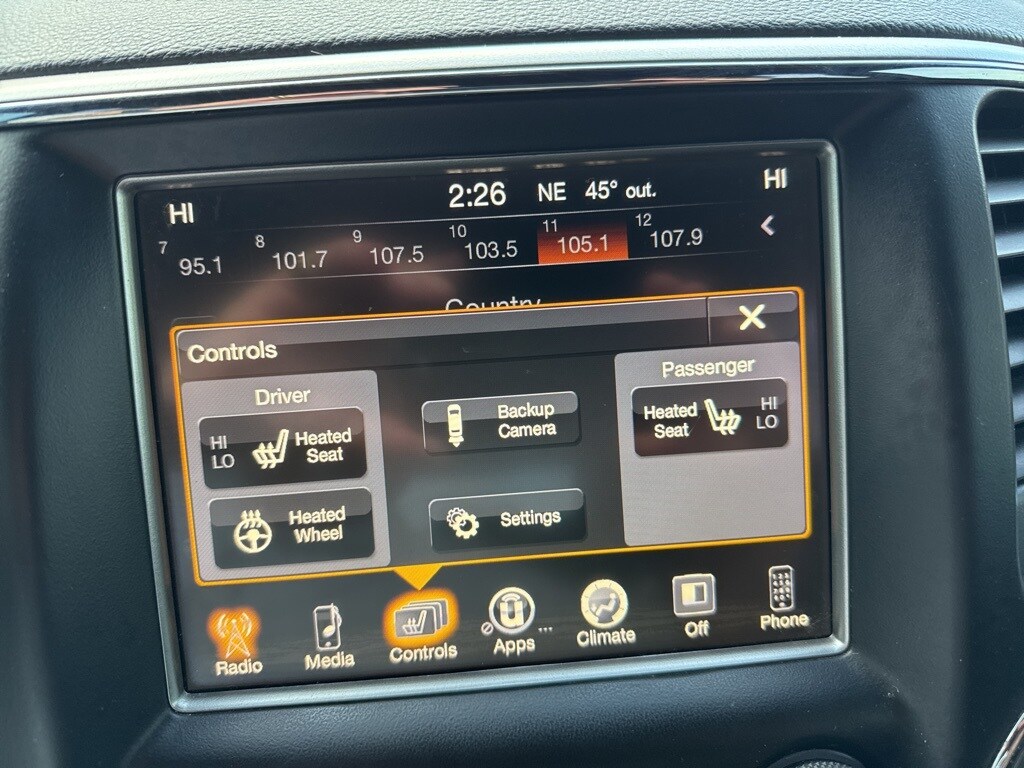 HI 2:26 NE 45° out. HI
7 95.1 8 101.7 9 107.5 10 103.5 11 105.1 12 107.9
Country
Controls
Driver
HI
LO
Heated
Seat
Heated
Wheel
Backup
Camera
Settings
Passenger
Heated
Seat
HI
LO
Radio Media Controls Apps ... Climate Off Phone